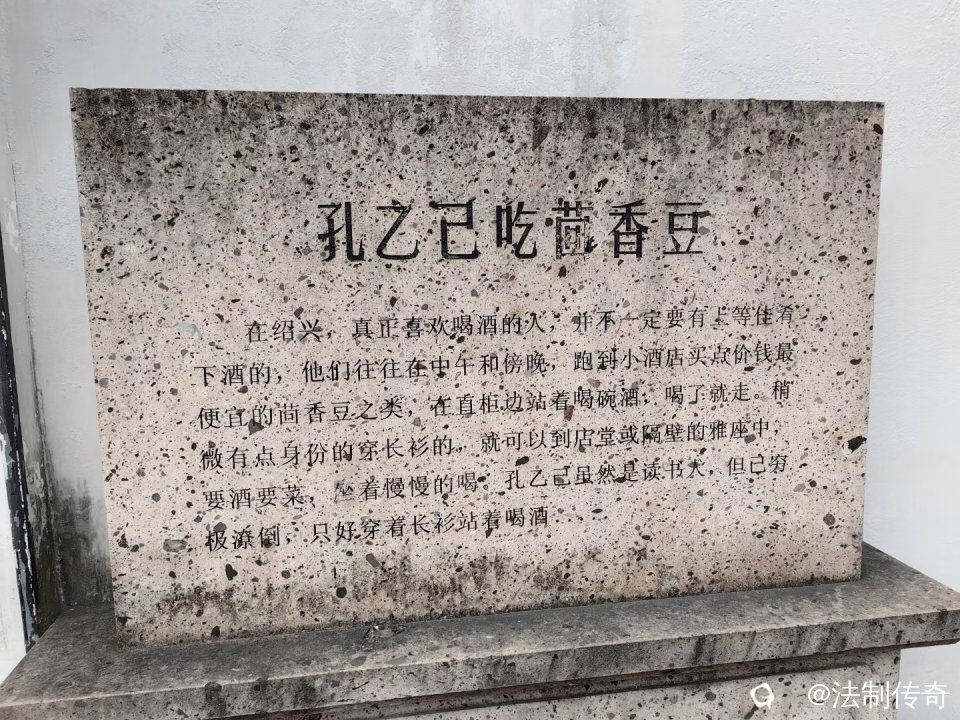 孔乙己吃茴香豆
在绍兴，真正喜欢喝酒的人，并不一定要有上等佳肴
下酒的，他们往往在中午和傍晚，跑到小酒店买点价钱最
便宜的茴香豆之类，在直柜边站着喝碗酒，喝了就走。稍
微有点身份的穿长衫的，就可以到店堂或隔壁的雅座中，
要酒要菜，坐着慢慢的喝。孔乙己虽然是读书人，但已穷
极潦倒，只好穿着长衫站着喝酒……
@法制传奇